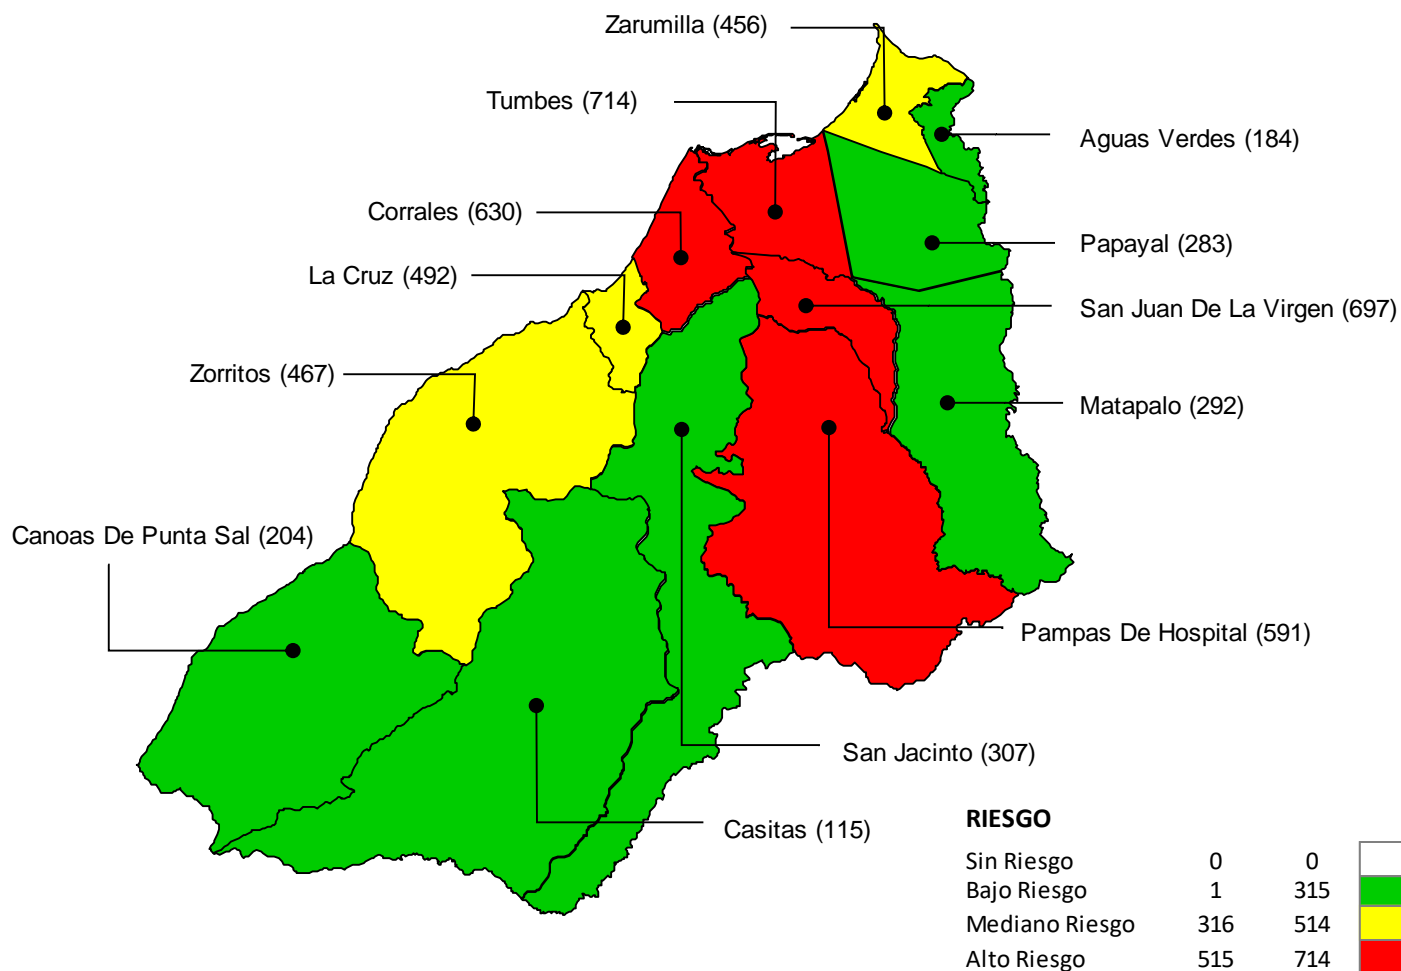 Zarumilla (456)
Tumbes (714)
Aguas Verdes (184)
Corrales (630)
Papayal (283)
La Cruz (492)
San Juan De La Virgen (697)
Zorritos (467)
Matapalo (292)
Canoas De Punta Sal (204)
Pampas De Hospital (591)
San Jacinto (307)
Casitas (115)
RIESGO
Sin Riesgo 0 0
Bajo Riesgo 1 315
Mediano Riesgo 316 514
Alto Riesgo 515 714